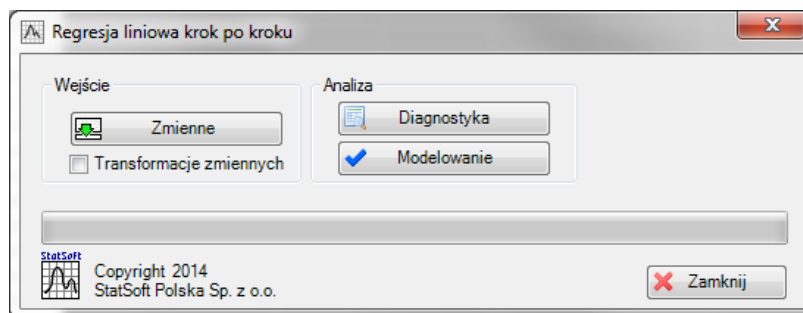 Regresja liniowa krok po kroku
Wejście
Zmienne
Transformacje zmiennych
Analiza
Diagnostyka
Modelowanie
StatSoft
Copyright 2014
StatSoft Polska Sp. z o.o.
Zamknij